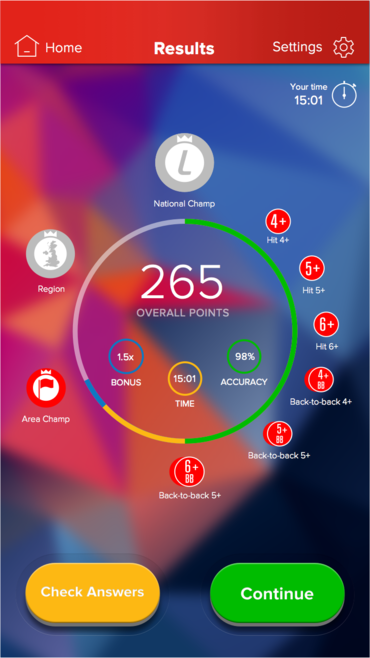 Home
Results
Settings
Your time
15:01
L
National Champ
4+
Hit 4+
5+
Hit 5+
Region
265
OVERALL POINTS
6+
Hit 6+
1.5x
BONUS
15:01
TIME
98%
ACCURACY
4+
BB
Back-to-back 4+
Area Champ
5+
BB
Back-to-back 5+
6+
BB
Back-to-back 5+
Check Answers
Continue